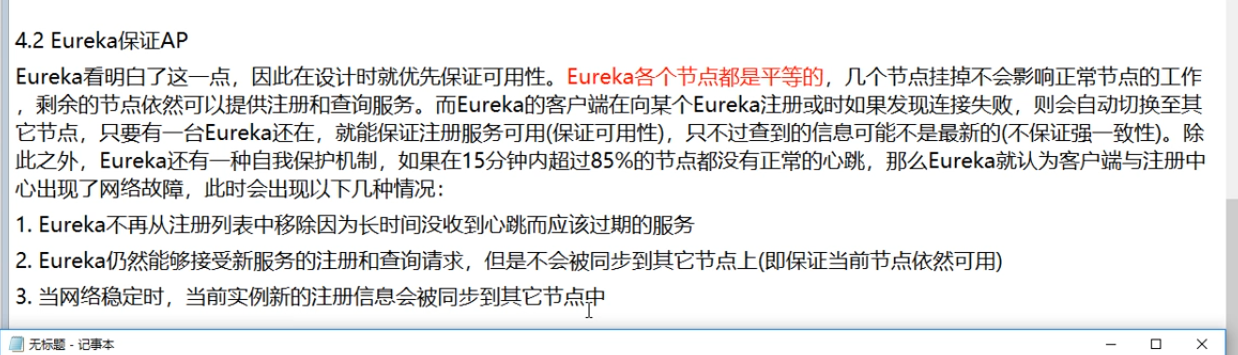 4.2 Eureka保证AP
Eureka看明白了这一点，因此在设计时就优先保证可用性。Eureka各个节点都是平等的，几个节点挂掉不会影响正常节点的工作
，剩余的节点依然可以提供注册和查询服务。而Eureka的客户端在向某个Eureka注册或时如果发现连接失败，则会自动切换至其
它节点，只要有一台Eureka还在，就能保证注册服务可用(保证可用性)，只不过查到的信息可能不是最新的(不保证强一致性)。除
此之外，Eureka还有一种自我保护机制，如果在15分钟内超过85%的节点都没有正常的心跳，那么Eureka就认为客户端与注册中
心出现了网络故障，此时会出现以下几种情况：
1. Eureka不再从注册列表中移除因为长时间没收到心跳而应该过期的服务
2. Eureka仍然能够接受新服务的注册和查询请求，但是不会被同步到其它节点上(即保证当前节点依然可用)
3. 当网络稳定时，当前实例新的注册信息会被同步到其它节点中
无标题 - 记事本